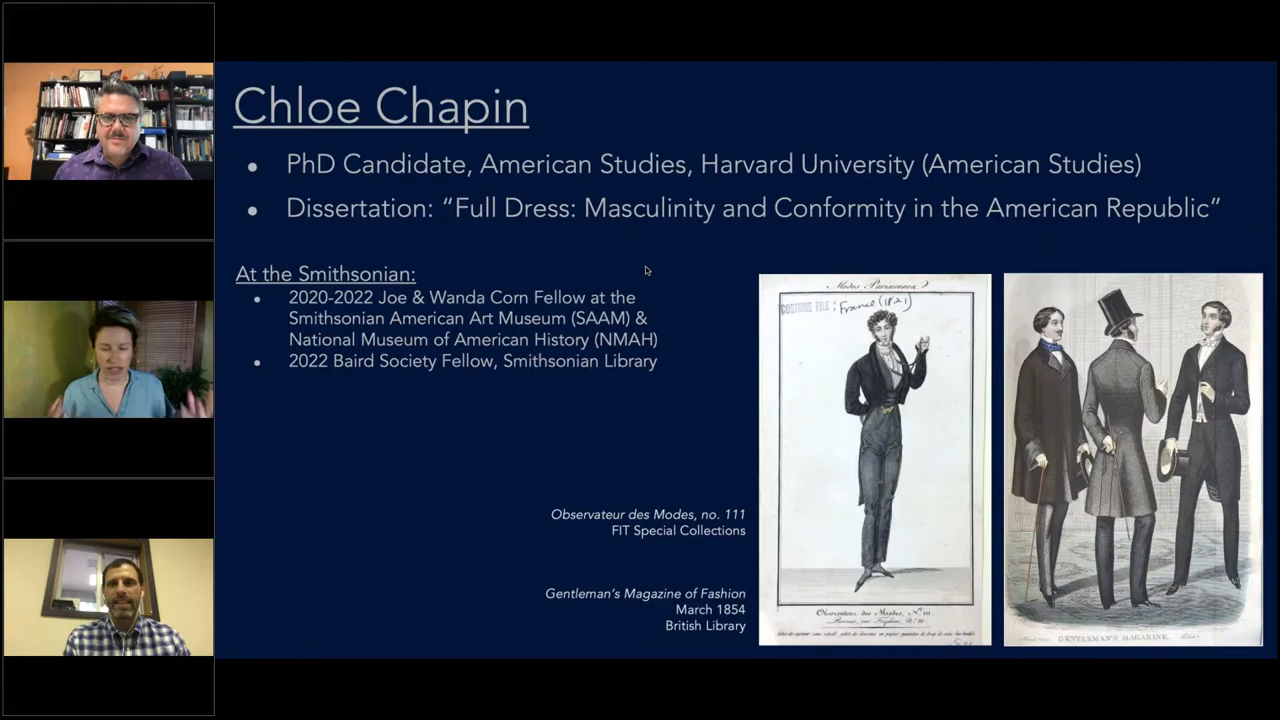 Chloe Chapin
PhD Candidate, American Studies, Harvard University (American Studies)
Dissertation: “Full Dress: Masculinity and Conformity in the American Republic”
At the Smithsonian:
2020-2022 Joe & Wanda Corn Fellow at the
Smithsonian American Art Museum (SAAM) &
National Museum of American History (NMAH)
2022 Baird Society Fellow, Smithsonian Library
Observateur des Modes, no. 111
FIT Special Collections
Gentleman’s Magazine of Fashion
March 1854
British Library
Modes Parisiennes
COSTUME FILE : France (1821)
Observateur des Modes, N.º III.
GENTLEMAN'S MAGAZINE